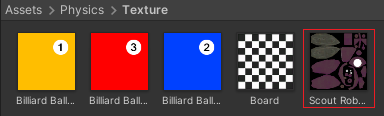 Assets > Physics > Texture
1
3
2
Billiard Ball...
Billiard Ball...
Billiard Ball...
Board
Scout Rob...